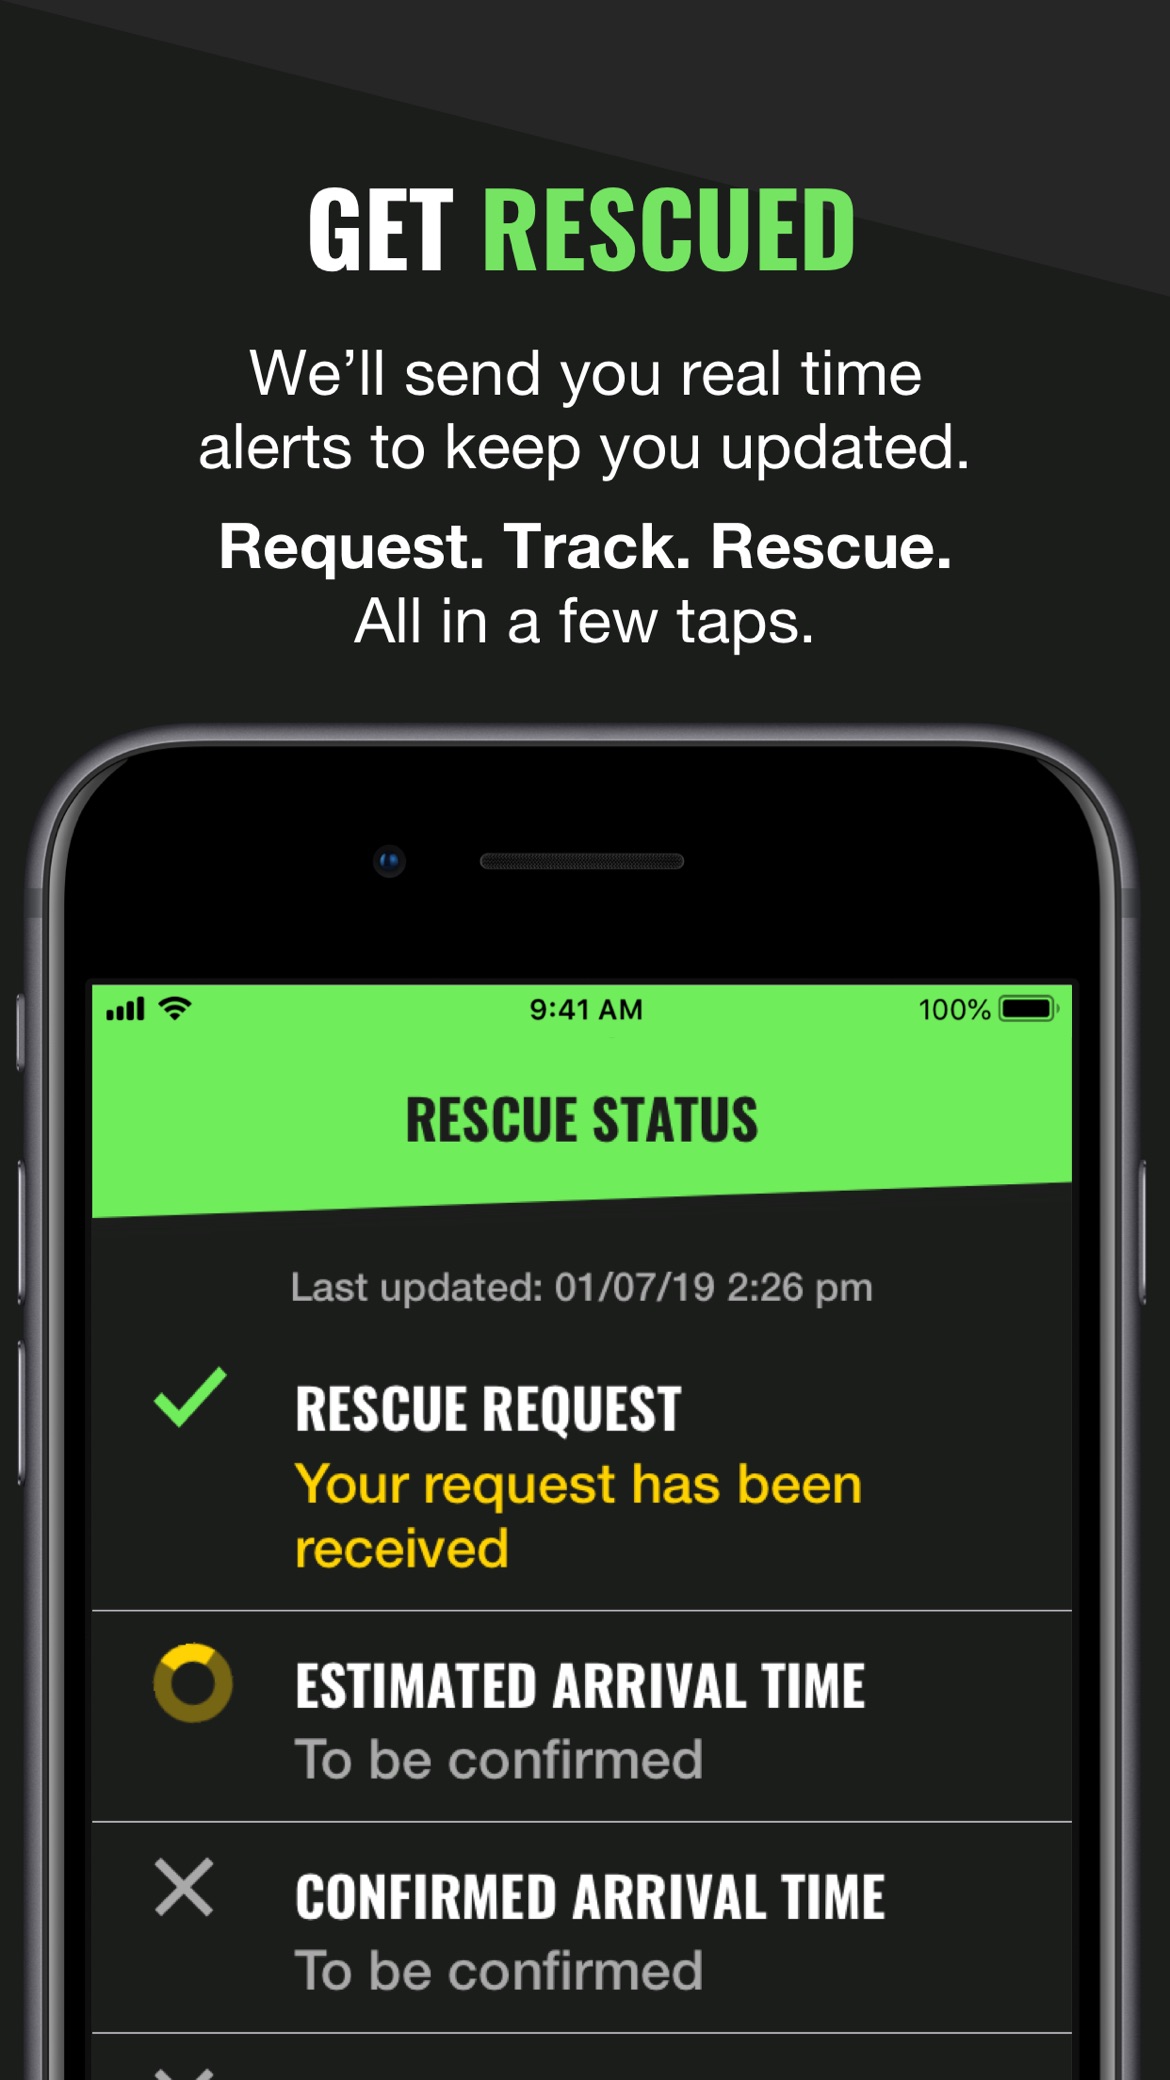 GET RESCUED
We’ll send you real time
alerts to keep you updated.
Request. Track. Rescue.
All in a few taps.
9:41 AM
100%
RESCUE STATUS
Last updated: 01/07/19 2:26 pm
RESCUE REQUEST
Your request has been
received
ESTIMATED ARRIVAL TIME
To be confirmed
CONFIRMED ARRIVAL TIME
To be confirmed